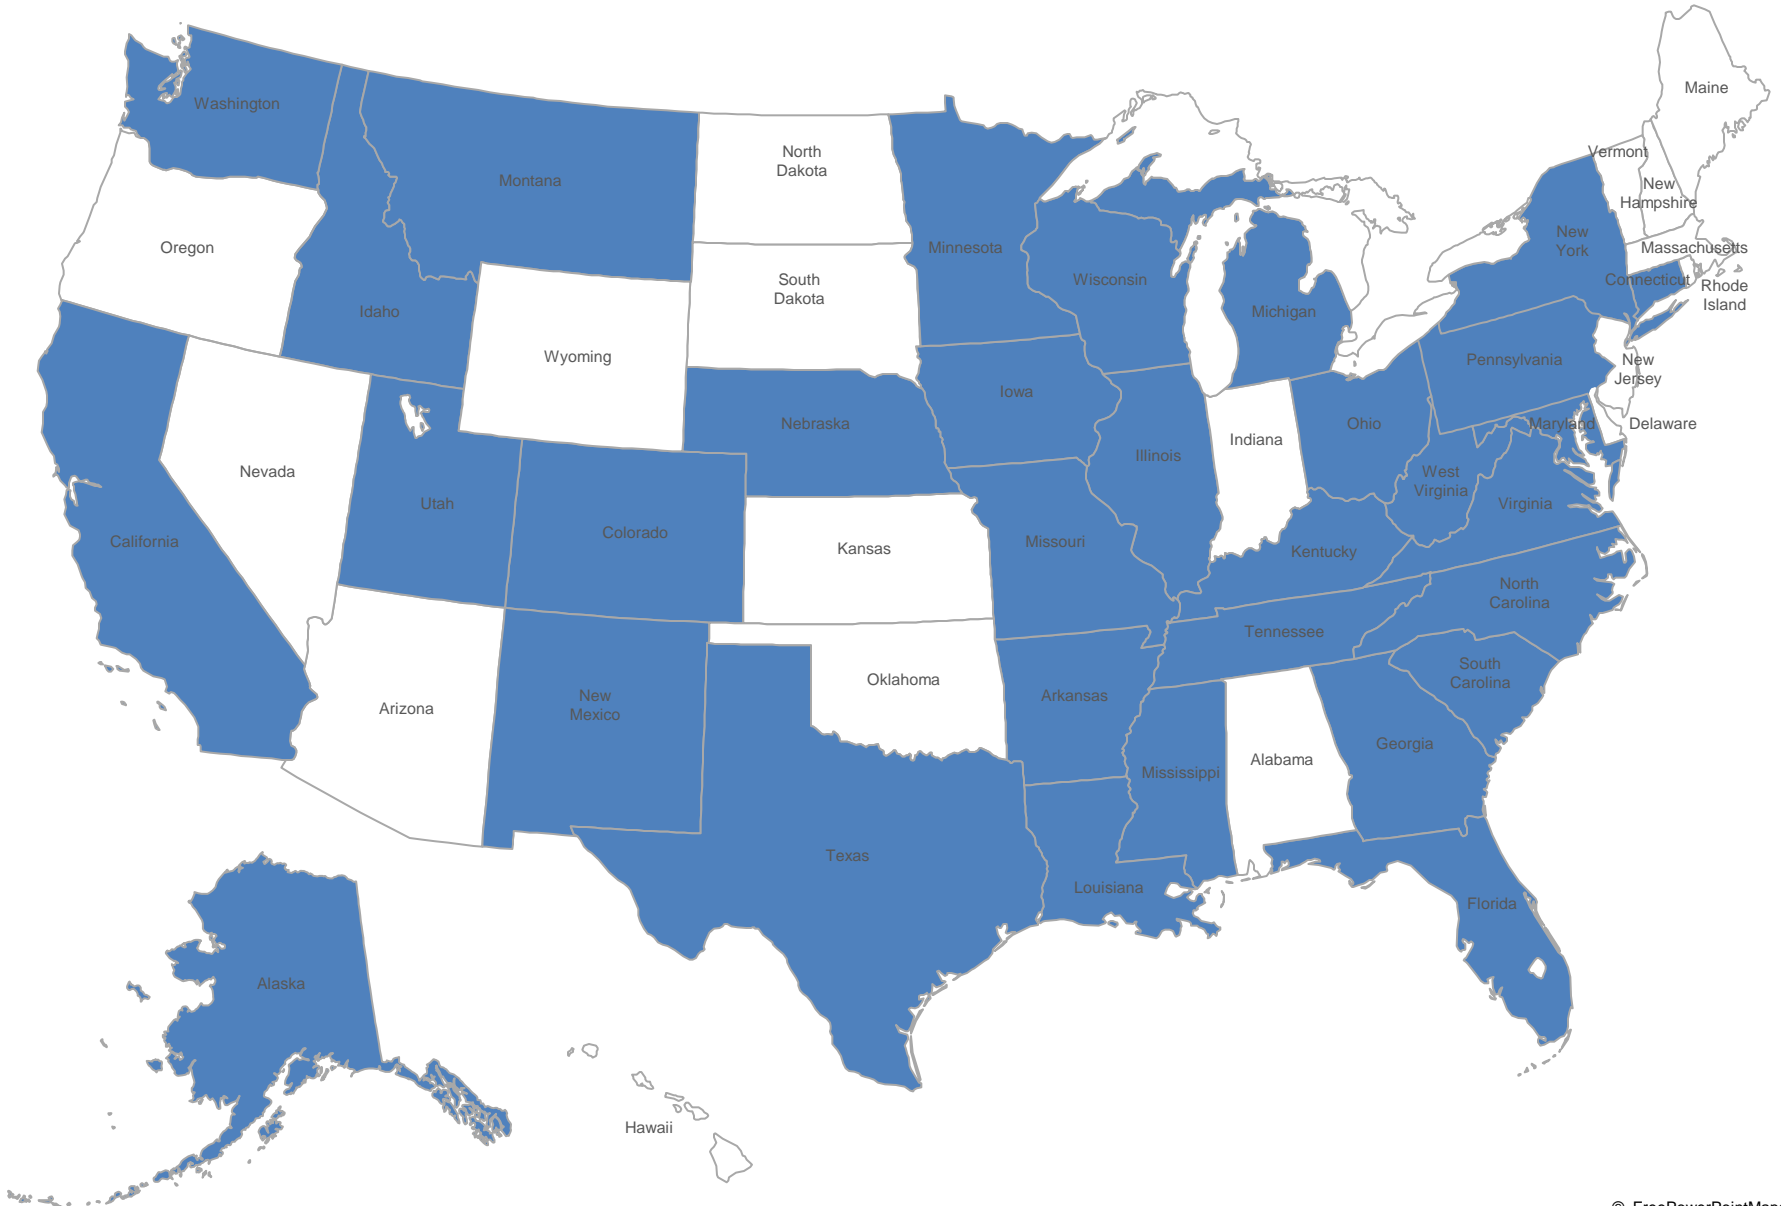 Maine
Washington
North
Dakota
Vermont
Montana
New
Hampshire
Oregon
Minnesota
New
York
Massachusetts
Wisconsin
South
Dakota
Connecticut
Rhode
Island
Idaho
Michigan
Wyoming
Pennsylvania
New
Jersey
Iowa
Nebraska
Ohio
Maryland
Delaware
Indiana
Illinois
Nevada
West
Virginia
Utah
Virginia
Colorado
California
Missouri
Kansas
Kentucky
North
Carolina
Tennessee
Oklahoma
South
Carolina
Arkansas
New
Mexico
Arizona
Georgia
Alabama
Mississippi
Texas
Louisiana
Florida
Alaska
Hawaii
© FreePowerPointMaps